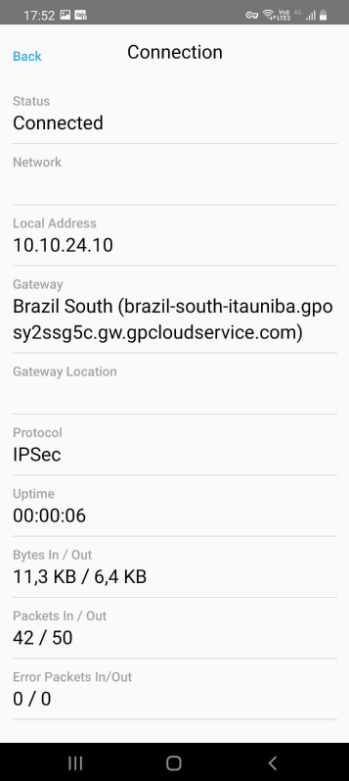 17:52
Back
Connection
Status
Connected
Network
Local Address
10.10.24.10
Gateway
Brazil South (brazil-south-itauniba.gpo
sy2ssg5c.gw.gpcloudservice.com)
Gateway Location
Protocol
IPSec
Uptime
00:00:06
Bytes In / Out
11,3 KB / 6,4 KB
Packets In / Out
42 / 50
Error Packets In/Out
0 / 0